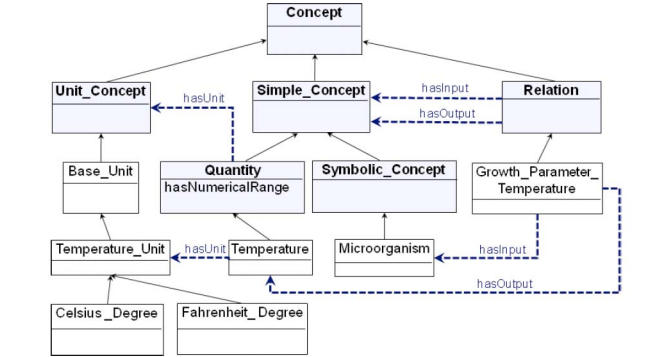 Concept
Unit_Concept
hasUnit
Simple_Concept
hasInput
hasOutput
Relation
Base_Unit
Quantity
hasNumericalRange
Symbolic_Concept
Growth_Parameter_
Temperature
Temperature_Unit
hasUnit
Temperature
Microorganism
hasInput
hasOutput
Celsius_Degree
Fahrenheit_Degree